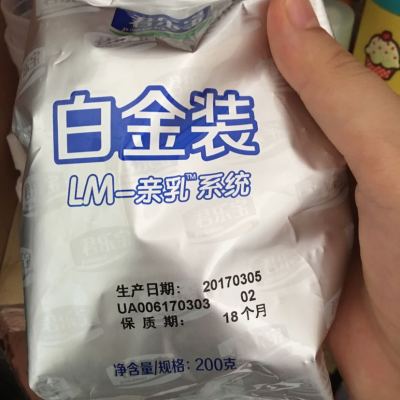 白金装
LM-亲乳™系统
生产日期: 20170305
UA006170303 02
保 质 期: 18个月
净含量/规格: 200克